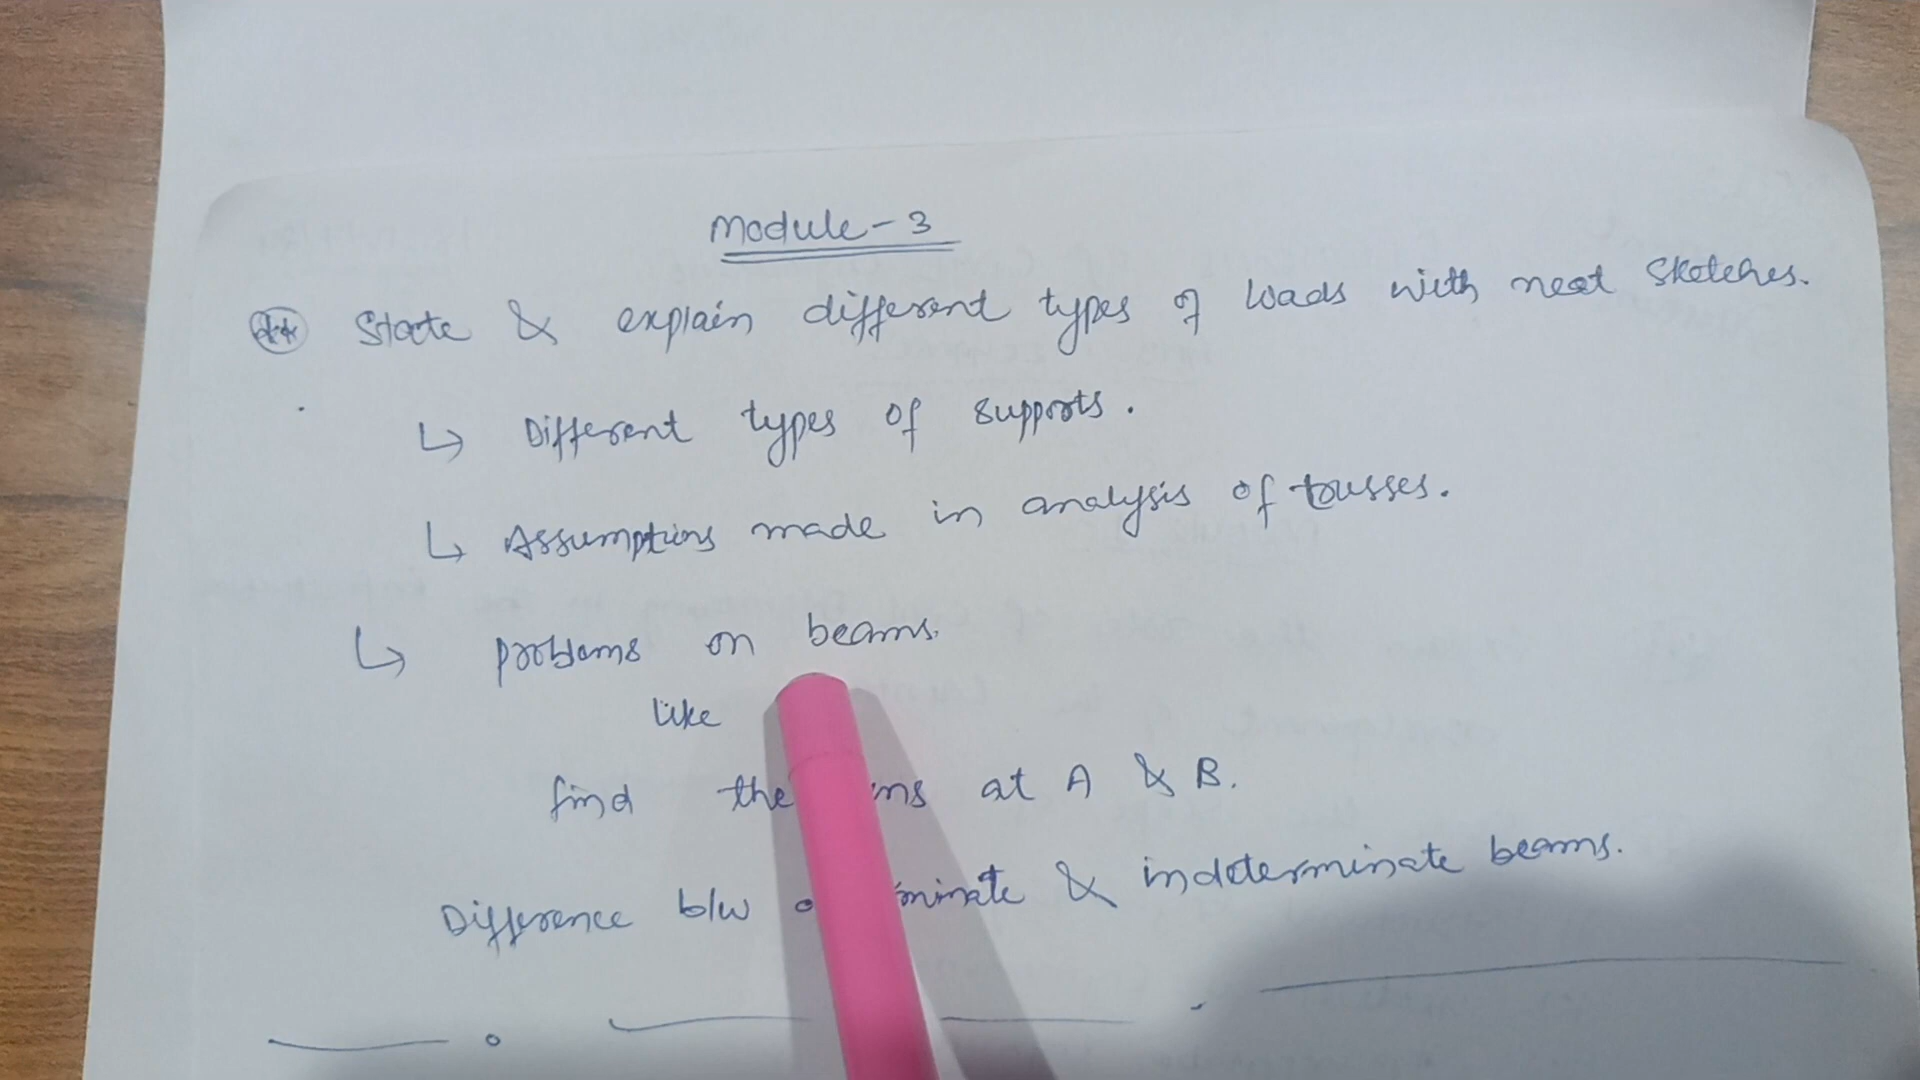 Module-3
** State & explain different types of loads with neat sketches.
↳ Different types of supports.
↳ Assumptions made in analysis of trusses.
↳ problems on beams.
like
find the at A & B.
Difference b/w & indeterminate beams.